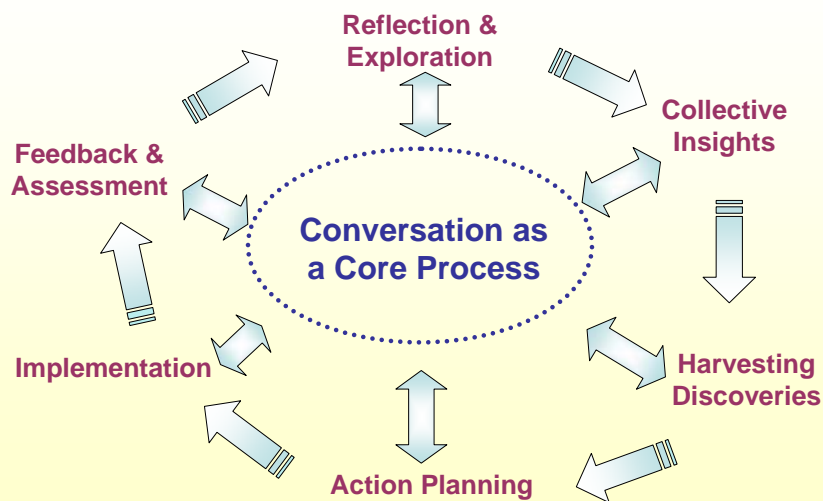 Reflection &
Exploration
Collective
Insights
Feedback &
Assessment
Conversation as
a Core Process
Implementation
Harvesting
Discoveries
Action Planning